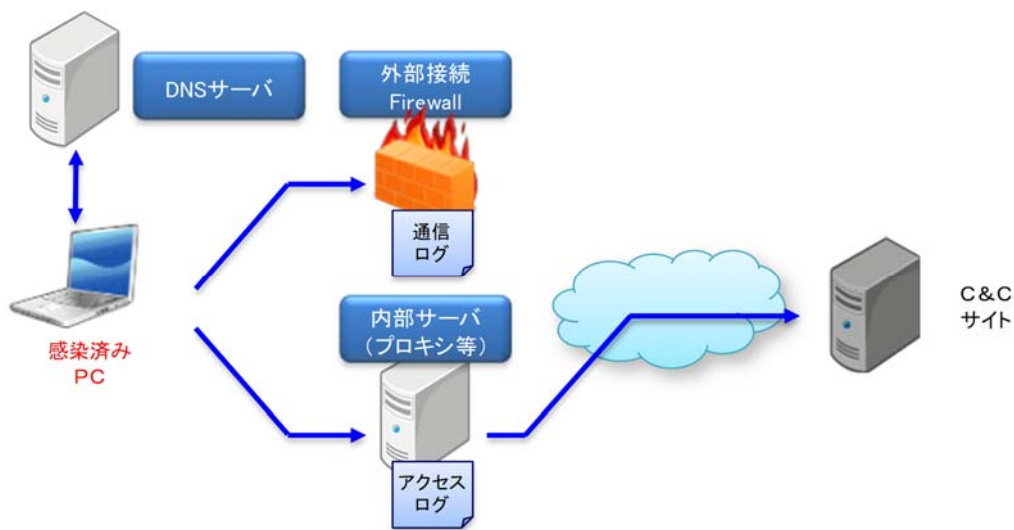 DNSサーバ
外部接続
Firewall
通信
ログ
感染済み
PC
内部サーバ
(プロキシ等)
C&C
サイト
アクセス
ログ